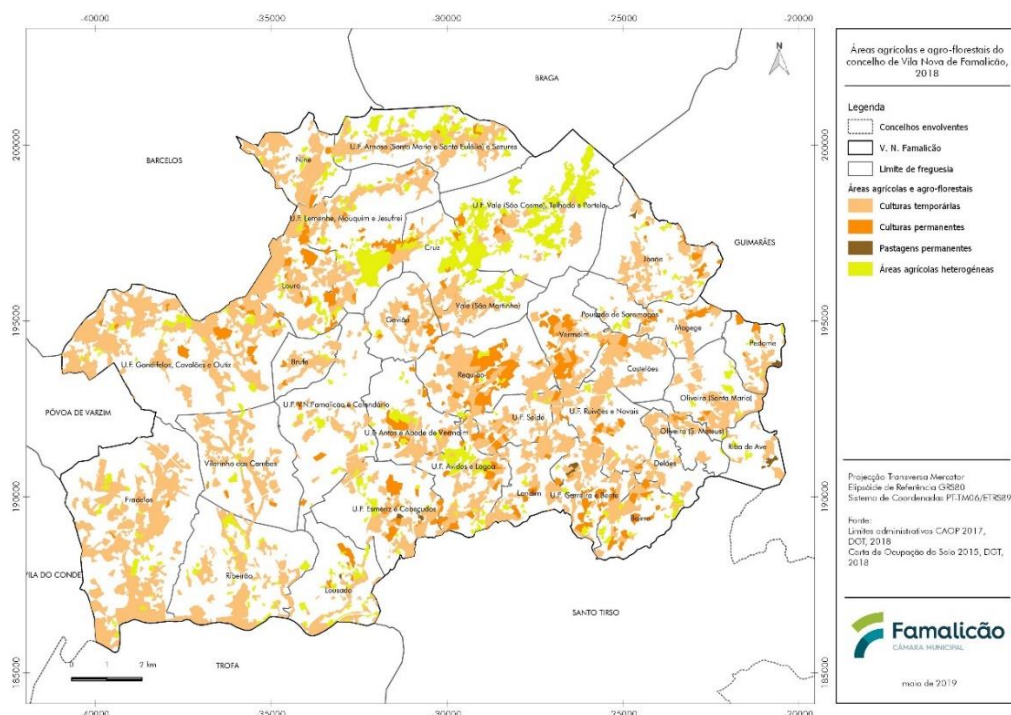 -40000 -35000 -30000 -25000 -20000
200000 200000
195000 195000
190000 190000
185000 185000
N
BRAGA
BARCELOS
GUIMARÃES
PÓVOA DE VARZIM
VILA DO CONDE
TROFA
SANTO TIRSO
Nine
U.F. Arnoso (Santa Maria e Santa Eulália) e Sezures
U.F. Lemenhe, Mouquim e Jesufrei
U.F. Vale (São Cosme), Telhado e Portela
Cruz
Joane
Louro
Vale (São Martinho)
Gavião
Pousada de Saramagos
Vermoim
Mogege
Pedome
U.F. Gondifelos, Cavalões e Outiz
Brufe
Requião
Castelões
Oliveira (Santa Maria)
U.F. V.N. Famalicão e Calendário
U.F. Seide
U.F. Ruivães e Novais
U.F. Antas e Abade de Vermoim
Oliveira (S. Mateus)
Riba de Ave
Vilarinho das Cambas
U.F. Avidos e Lagoa
Delães
Fradelos
Landim
U.F. Carreira e Bente
U.F. Esmeriz e Cabeçudos
Bairro
Ribeirão
Lousado
0 1 2 km
-40000 -35000 -30000 -25000 -20000
Áreas agrícolas e agro-florestais do
concelho de Vila Nova de Famalicão,
2018
Legenda
Concelhos envolventes
V. N. Famalicão
Limite de freguesia
Áreas agrícolas e agro-florestais
Culturas temporárias
Culturas permanentes
Pastagens permanentes
Áreas agrícolas heterogéneas
Projecção Transversa Mercator
Elipsóide de Referência GRS80
Sistema de Coordenadas PT-TM06/ETRS89
Fonte:
Limites administrativos CAOP 2017,
DGT, 2018
Carta de Ocupação do Solo 2015, DGT,
2018
Famalicão
CÂMARA MUNICIPAL
maio de 2019